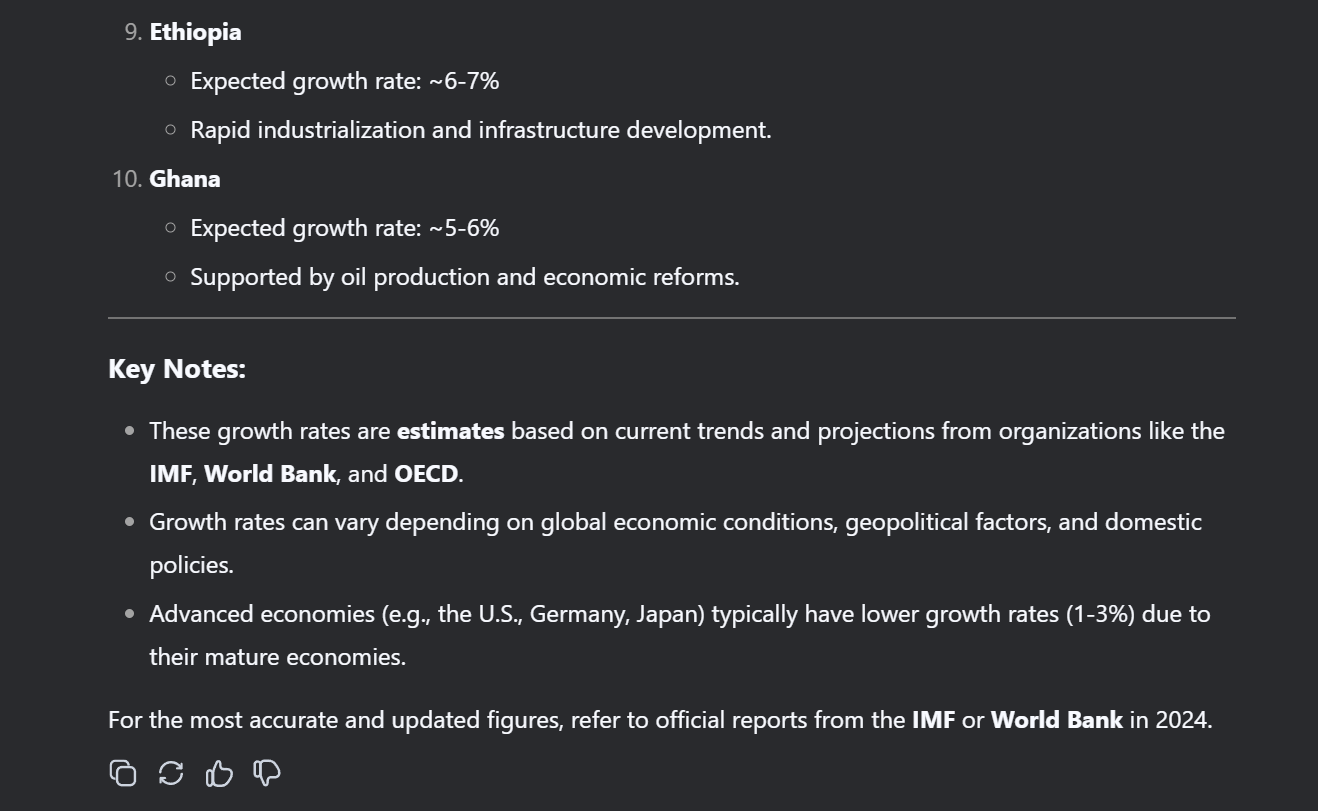 9. Ethiopia
Expected growth rate: ~6-7%
Rapid industrialization and infrastructure development.
10. Ghana
Expected growth rate: ~5-6%
Supported by oil production and economic reforms.
Key Notes:
These growth rates are estimates based on current trends and projections from organizations like the
IMF, World Bank, and OECD.
Growth rates can vary depending on global economic conditions, geopolitical factors, and domestic
policies.
Advanced economies (e.g., the U.S., Germany, Japan) typically have lower growth rates (1-3%) due to
their mature economies.
For the most accurate and updated figures, refer to official reports from the IMF or World Bank in 2024.